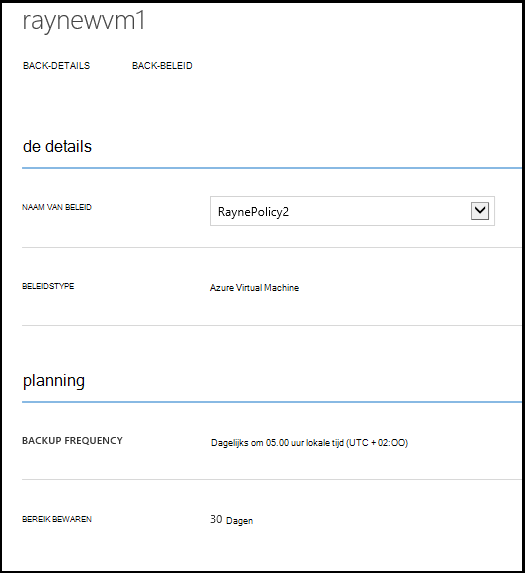 raynewvm1
BACK-DETAILS BACK-BELEID
de details
NAAM VAN BELEID RaynePolicy2
BELEIDSTYPE Azure Virtual Machine
planning
BACKUP FREQUENCY Dagelijks om 05.00 uur lokale tijd (UTC + 02:OO)
BEREIK BEWAREN 30 Dagen